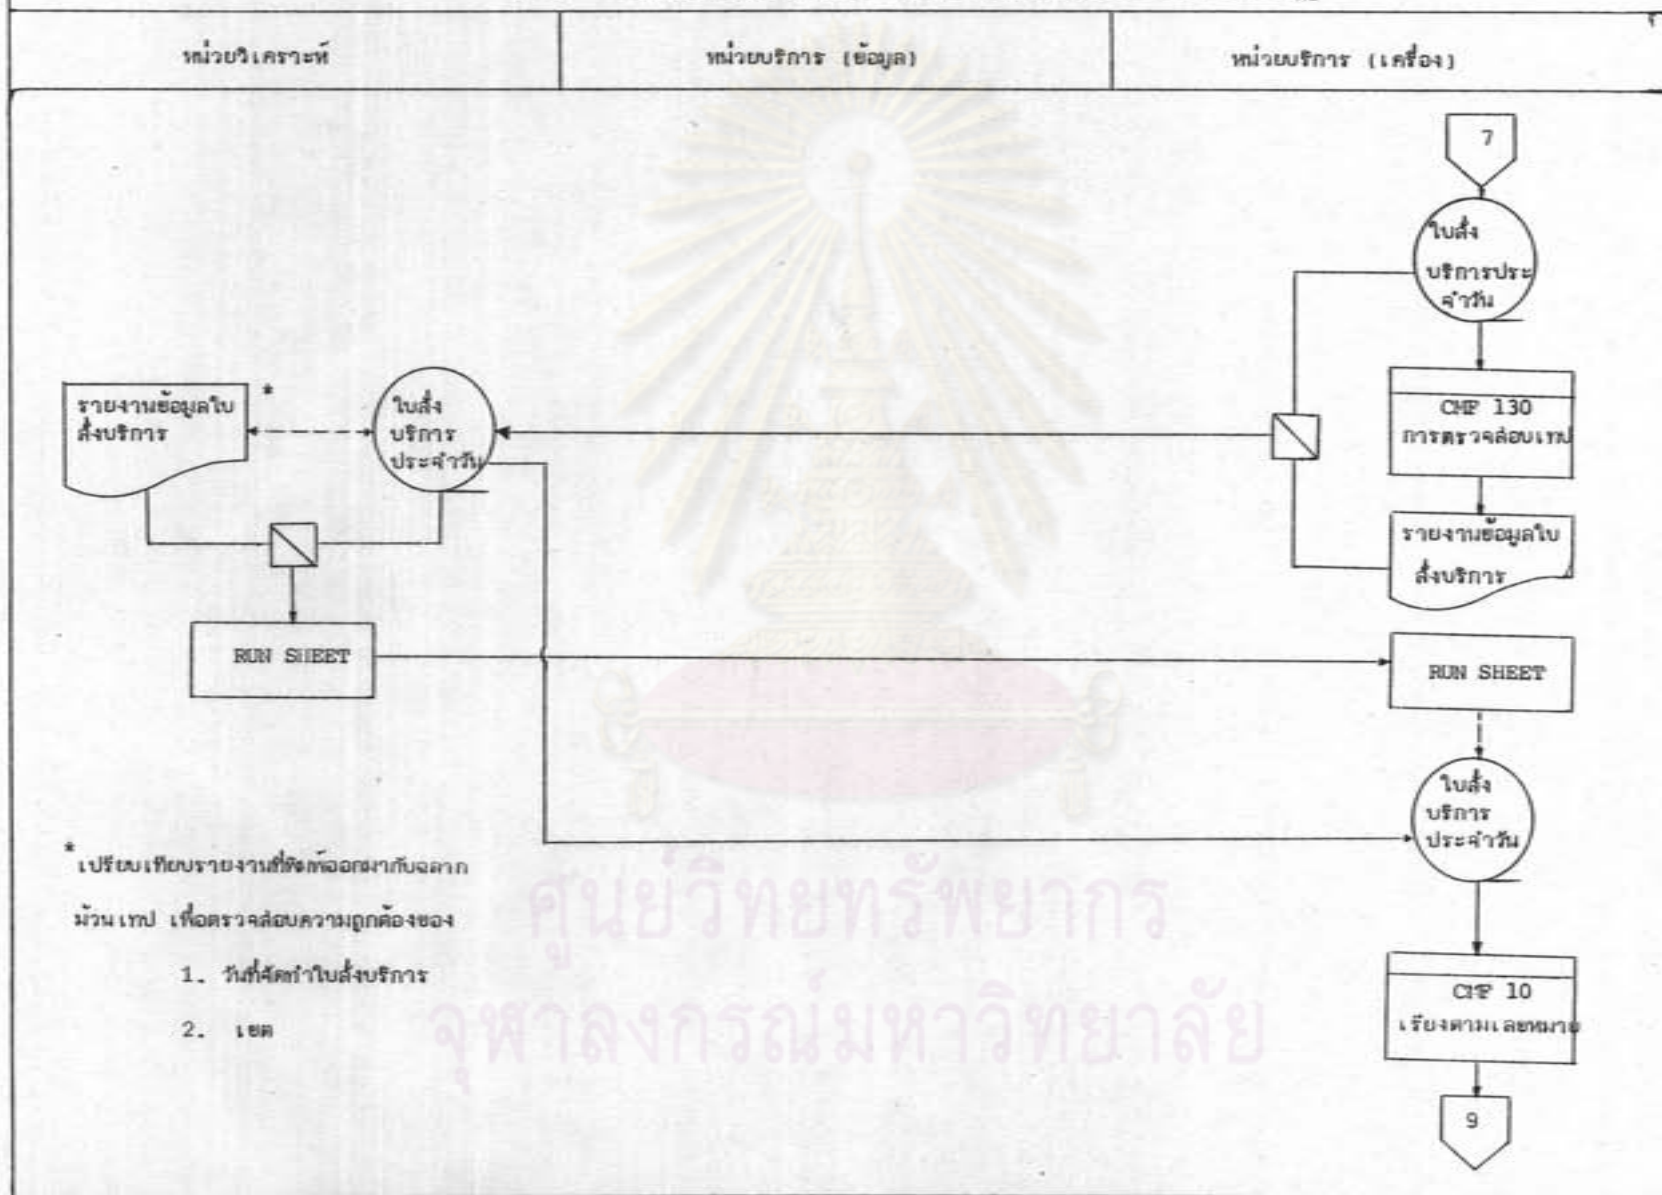 หน่วยวิเคราะห์
หน่วยบริการ (ข้อมูล)
หน่วยบริการ (เครื่อง)
7
ใบสั่ง
บริการประ
จำวัน
CMF 130
การตรวจสอบเทป
รายงานข้อมูลใบ
สั่งบริการ
รายงานข้อมูลใบ
สั่งบริการ
*
ใบสั่ง
บริการ
ประจำวัน
RUN SHEET
RUN SHEET
ใบสั่ง
บริการ
ประจำวัน
CMF 10
เรียงตามเลขหมาย
9
* เปรียบเทียบรายงานที่พิมพ์ออกมากับฉลาก
ม้วนเทป เพื่อตรวจสอบความถูกต้องของ
1. วันที่จัดทำใบสั่งบริการ
2. เขต
ศูนย์วิทยทรัพยากร
จุฬาลงกรณ์มหาวิทยาลัย